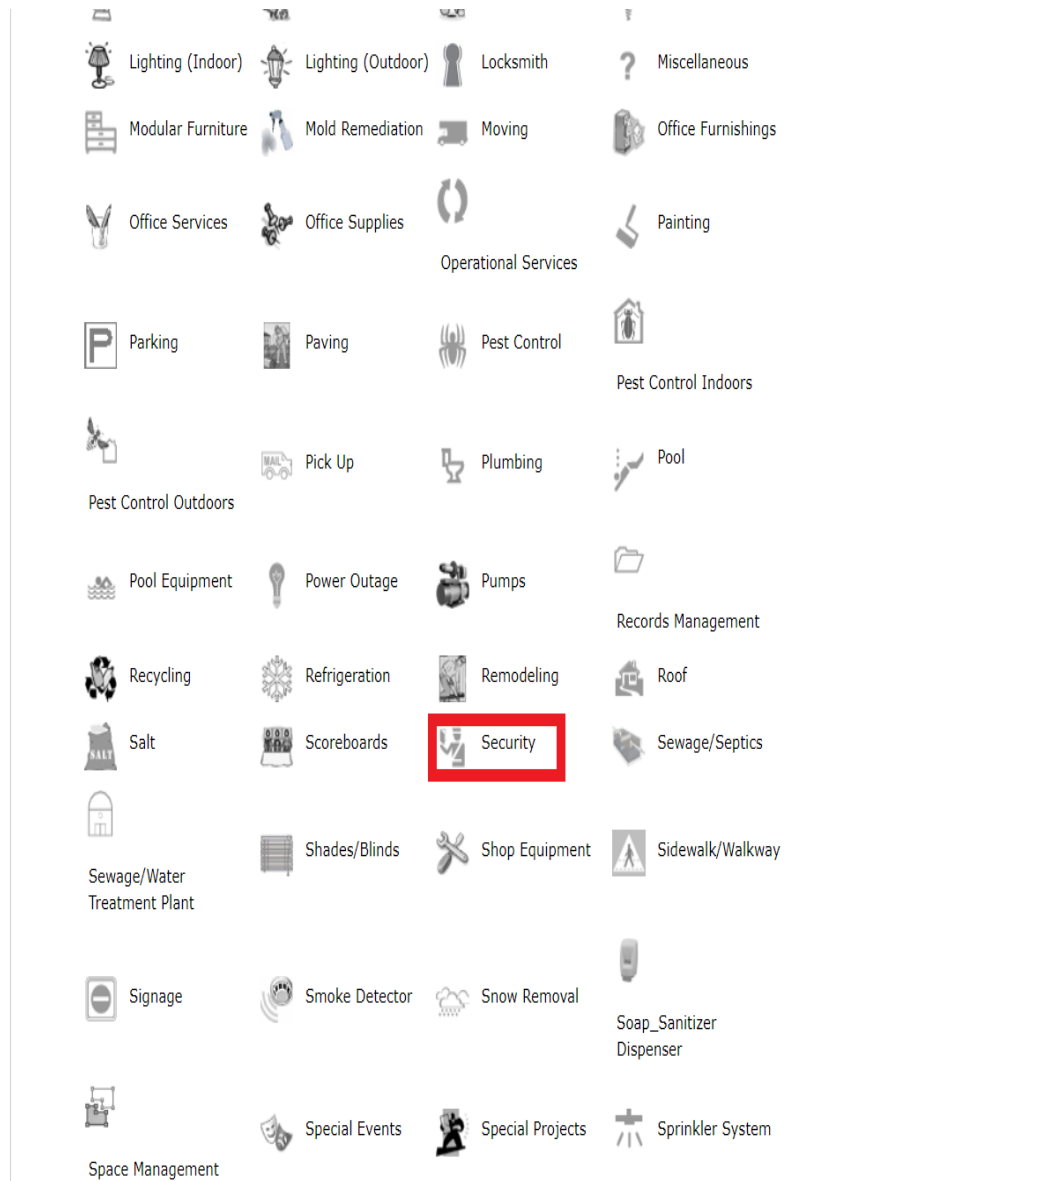 Lighting (Indoor)
Lighting (Outdoor)
Locksmith
?
Miscellaneous
Modular Furniture
Mold Remediation
Moving
Office Furnishings
Office Services
Office Supplies
Operational Services
Painting
P
Parking
Paving
Pest Control
Pest Control Indoors
Pest Control Outdoors
MAIL
Pick Up
Plumbing
Pool
Pool Equipment
Power Outage
Pumps
Records Management
Recycling
Refrigeration
Remodeling
Roof
SALT
Salt
Scoreboards
Security
Sewage/Septics
Sewage/Water
Treatment Plant
Shades/Blinds
Shop Equipment
Sidewalk/Walkway
Signage
Smoke Detector
Snow Removal
Soap_Sanitizer
Dispenser
Space Management
Special Events
Special Projects
Sprinkler System